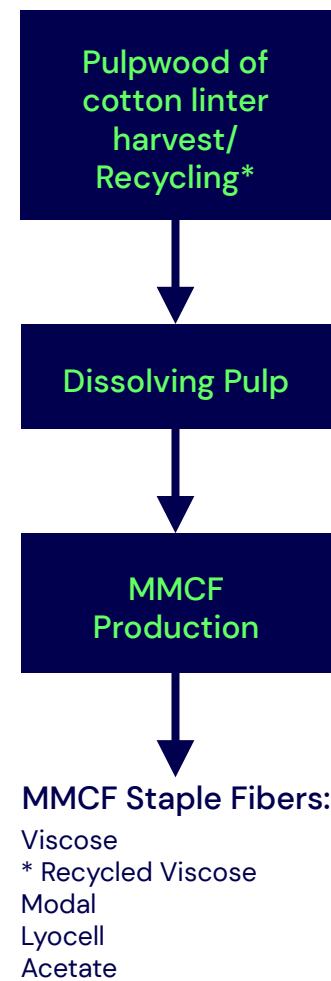 Pulpwood of
cotton linter
harvest/
Recycling*
Dissolving Pulp
MMCF
Production
MMCF Staple Fibers:
Viscose
* Recycled Viscose
Modal
Lyocell
Acetate